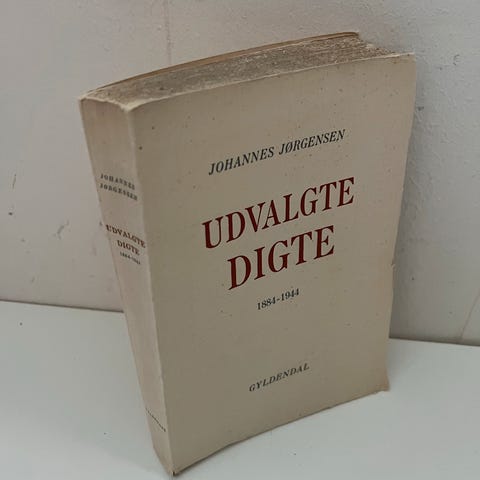 JOHANNES
JØRGENSEN
UDVALGTE
DIGTE
1884-1944
JOHANNES JØRGENSEN
UDVALGTE
DIGTE
1884-1944
GYLDENDAL